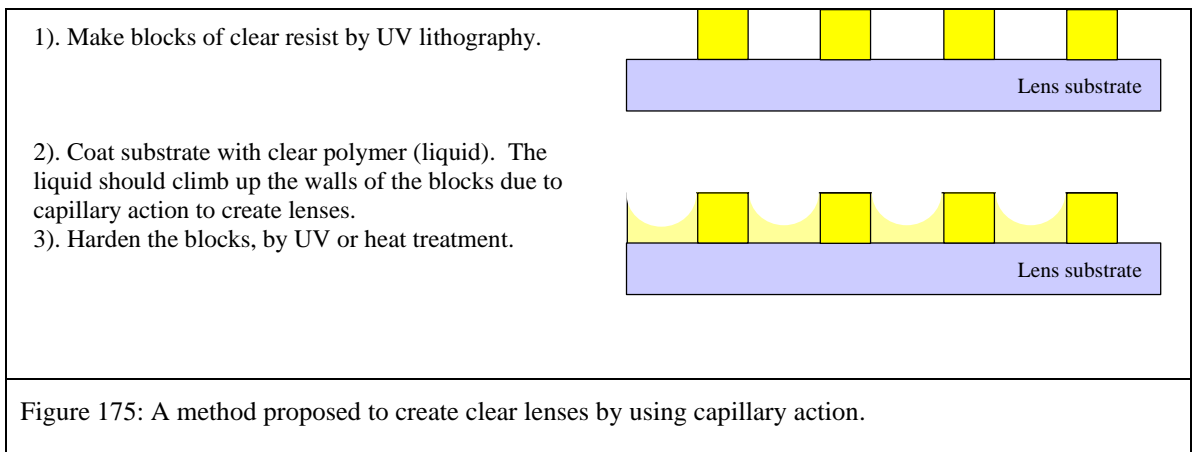 1). Make blocks of clear resist by UV lithography.
Lens substrate
2). Coat substrate with clear polymer (liquid).  The
liquid should climb up the walls of the blocks due to
capillary action to create lenses.
3). Harden the blocks, by UV or heat treatment.
Lens substrate
Figure 175: A method proposed to create clear lenses by using capillary action.